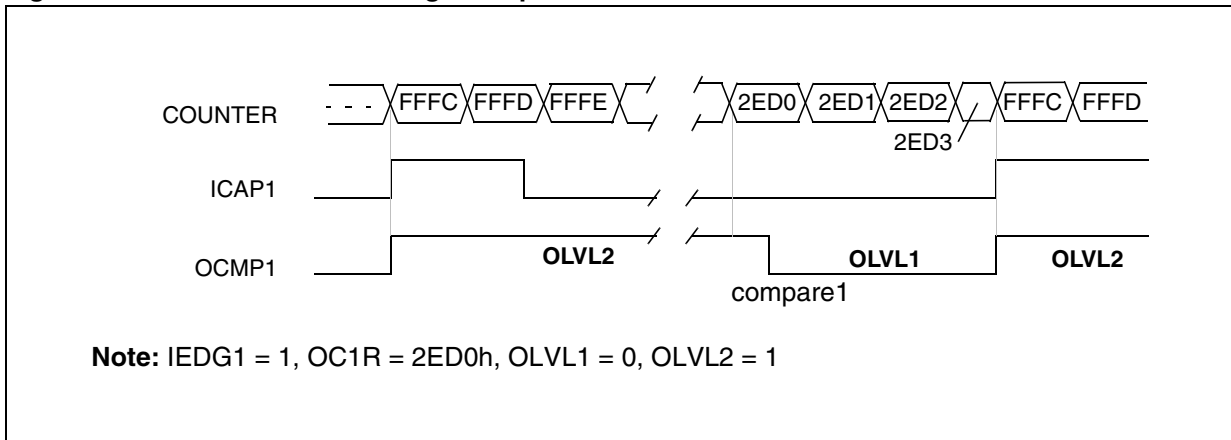 COUNTER - - - FFFC FFFD FFFE 2ED0 2ED1 2ED2 FFFC FFFD
2ED3
ICAP1
OCMP1 OLVL2 OLVL1 OLVL2
compare1
Note: IEDG1 = 1, OC1R = 2ED0h, OLVL1 = 0, OLVL2 = 1